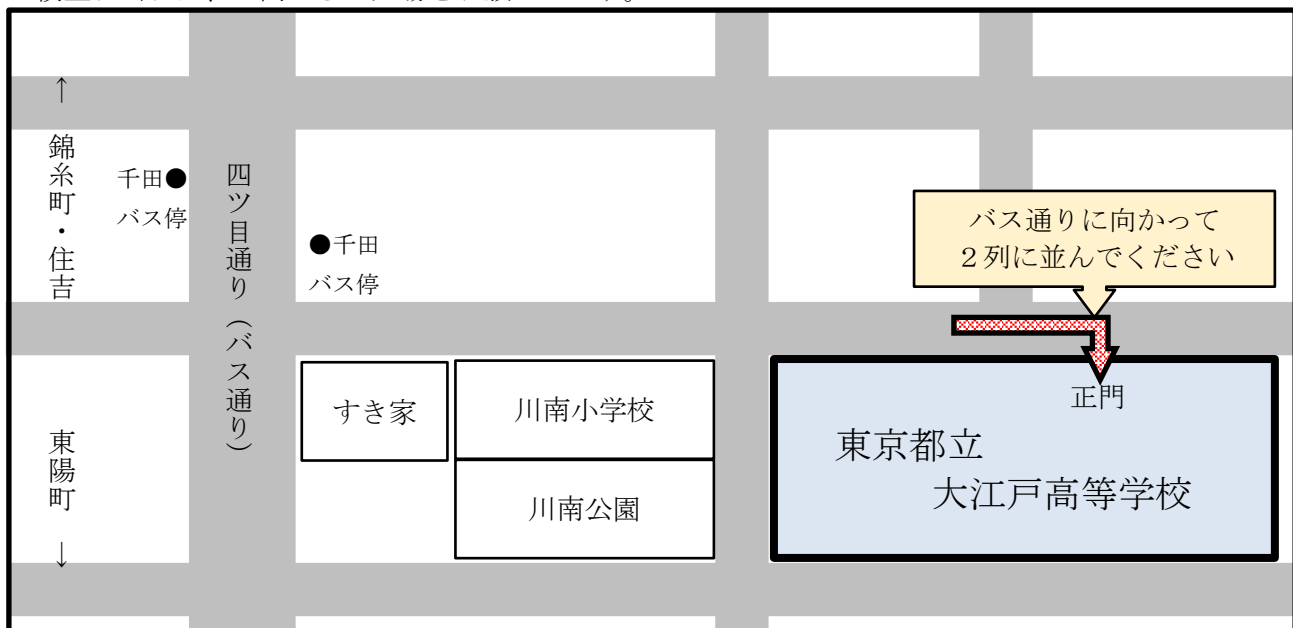 ↑
錦糸町・住吉
千田●
バス停
四ツ目通り（バス通り）
●千田
バス停
バス通りに向かって
２列に並んでください
すき家
川南小学校
川南公園
正門
東京都立
大江戸高等学校
東陽町
↓